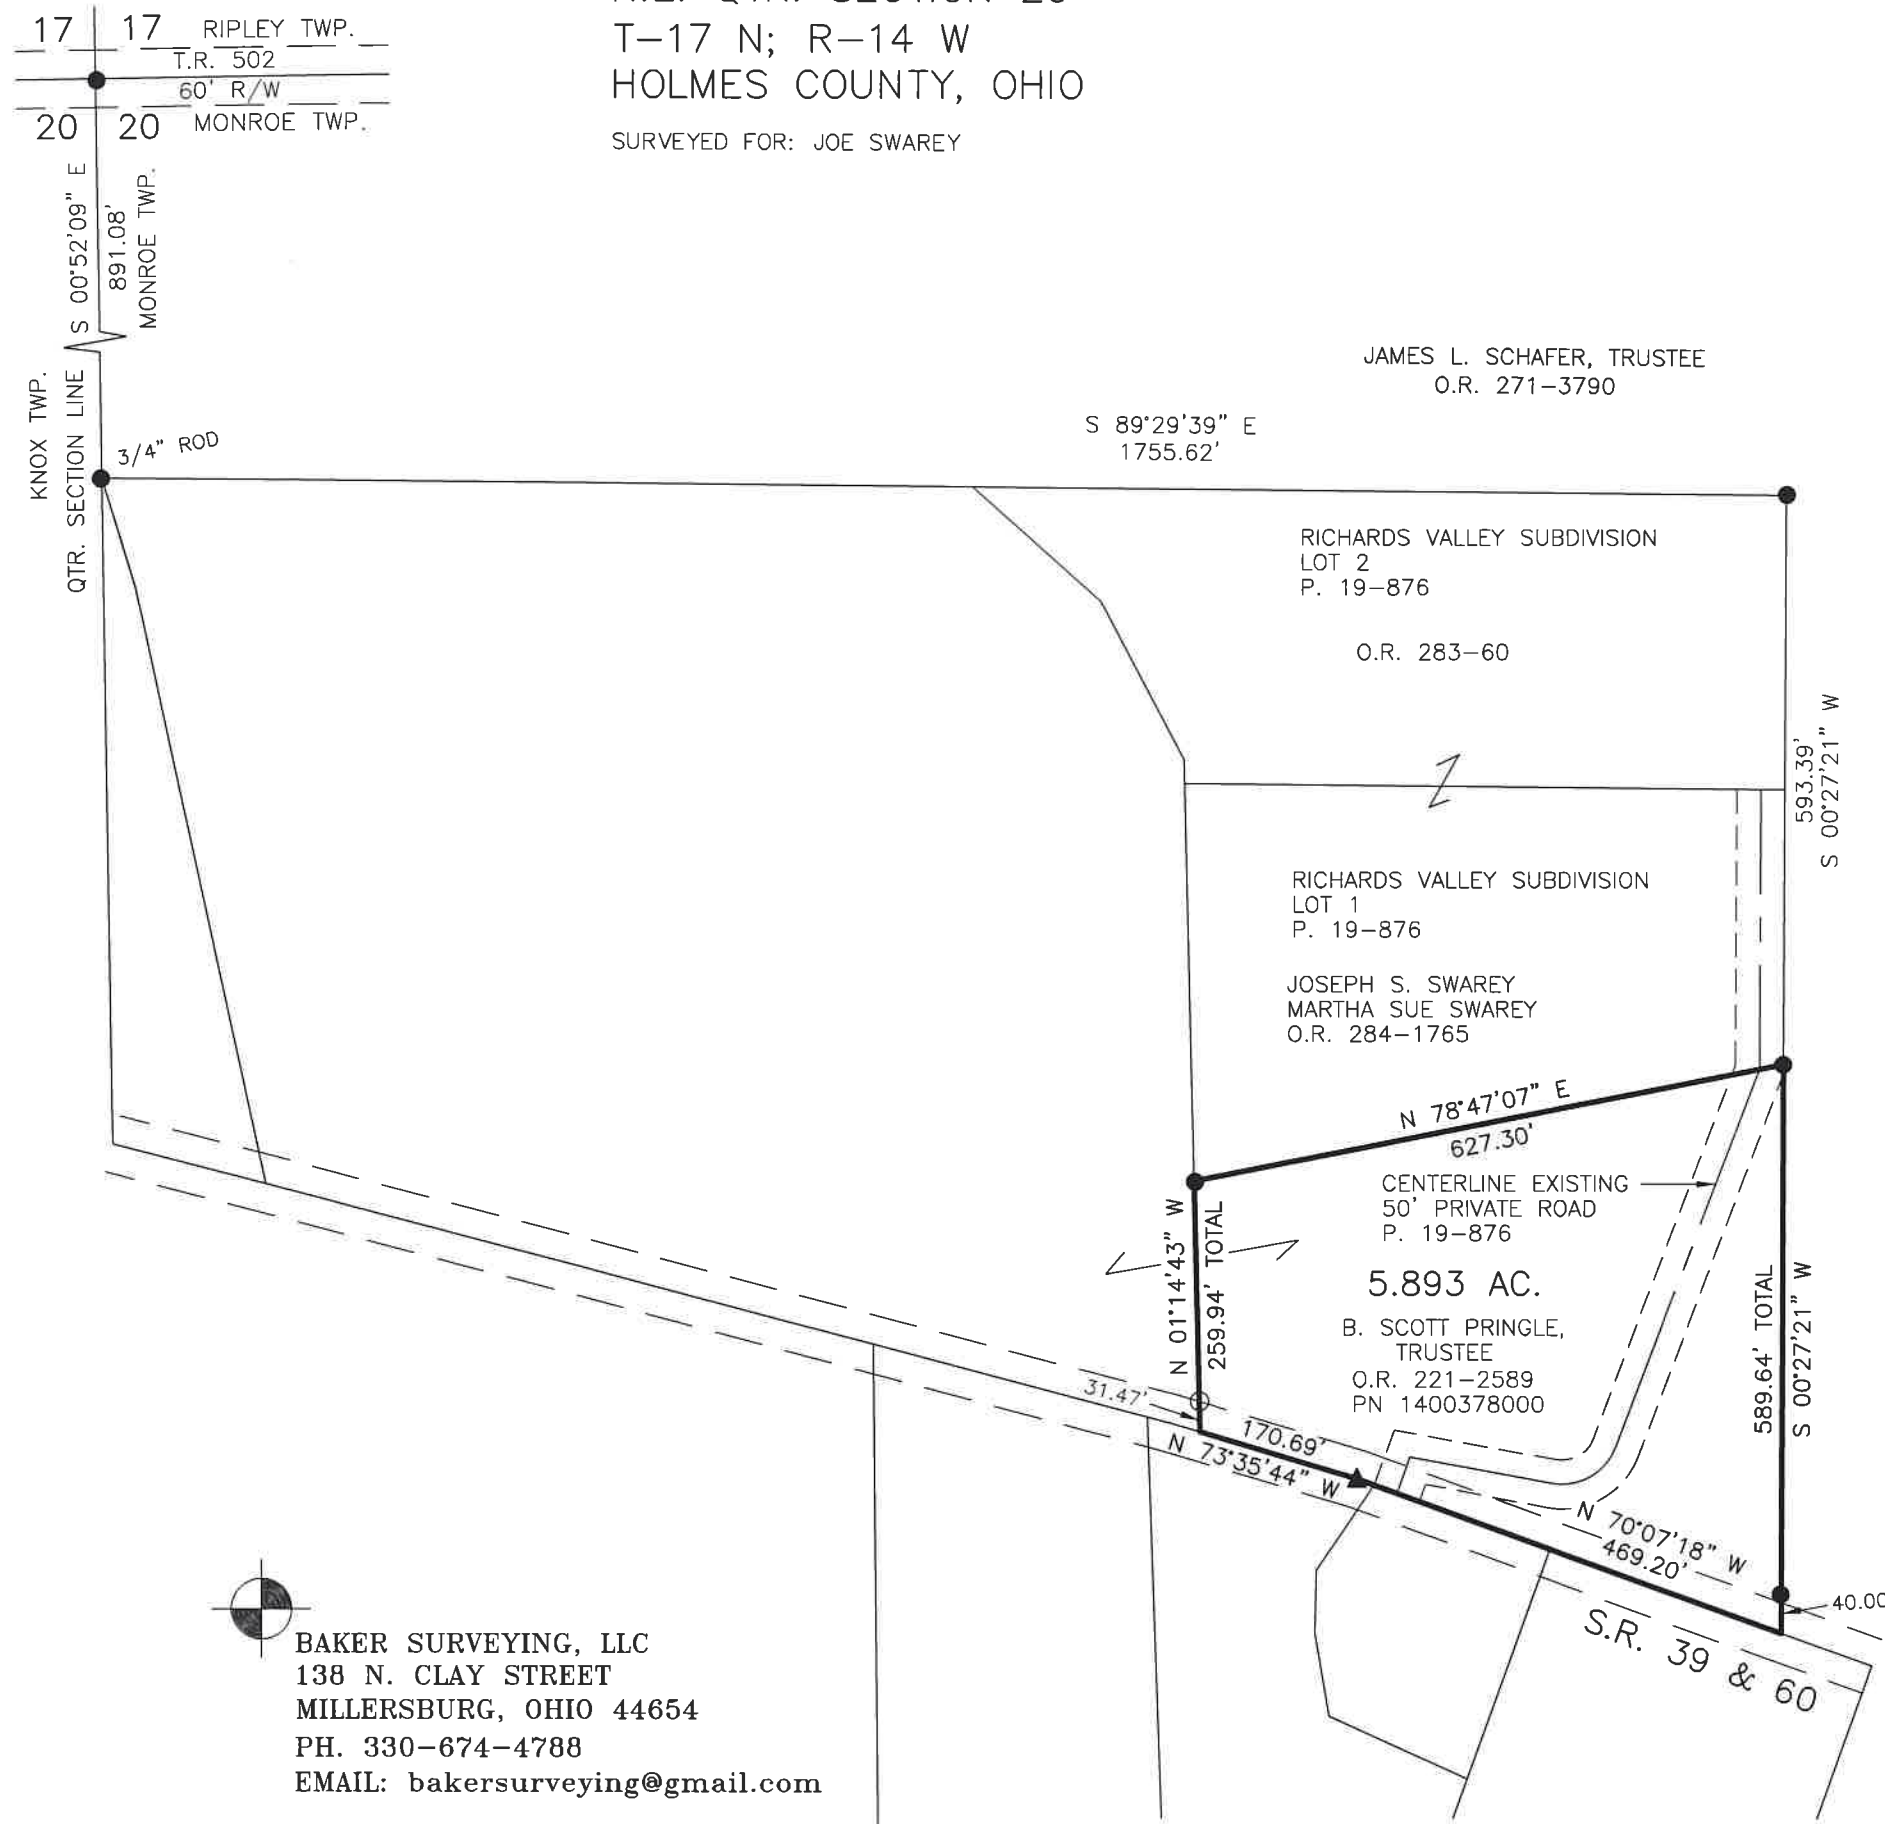 T-17 N; R-14 W
HOLMES COUNTY, OHIO
SURVEYED FOR: JOE SWAREY
17 17 RIPLEY TWP.
T.R. 502
60' R/W
20 20 MONROE TWP.
S 00°52'09" E
891.08'
MONROE TWP.
KNOX TWP.
QTR. SECTION LINE
3/4" ROD
JAMES L. SCHAFER, TRUSTEE
O.R. 271-3790
S 89°29'39" E
1755.62'
RICHARDS VALLEY SUBDIVISION
LOT 2
P. 19-876
O.R. 283-60
593.39'
S 00°27'21" W
RICHARDS VALLEY SUBDIVISION
LOT 1
P. 19-876
JOSEPH S. SWAREY
MARTHA SUE SWAREY
O.R. 284-1765
N 78°47'07" E
627.30'
CENTERLINE EXISTING
50' PRIVATE ROAD
P. 19-876
5.893 AC.
B. SCOTT PRINGLE,
TRUSTEE
O.R. 221-2589
PN 1400378000
N 01°14'43" W
259.94' TOTAL
31.47'
170.69'
N 73°35'44" W
589.64' TOTAL
S 00°27'21" W
N 70°07'18" W
469.20'
40.00
S.R. 39 & 60
BAKER SURVEYING, LLC
138 N. CLAY STREET
MILLERSBURG, OHIO 44654
PH. 330-674-4788
EMAIL: bakersurveying@gmail.com